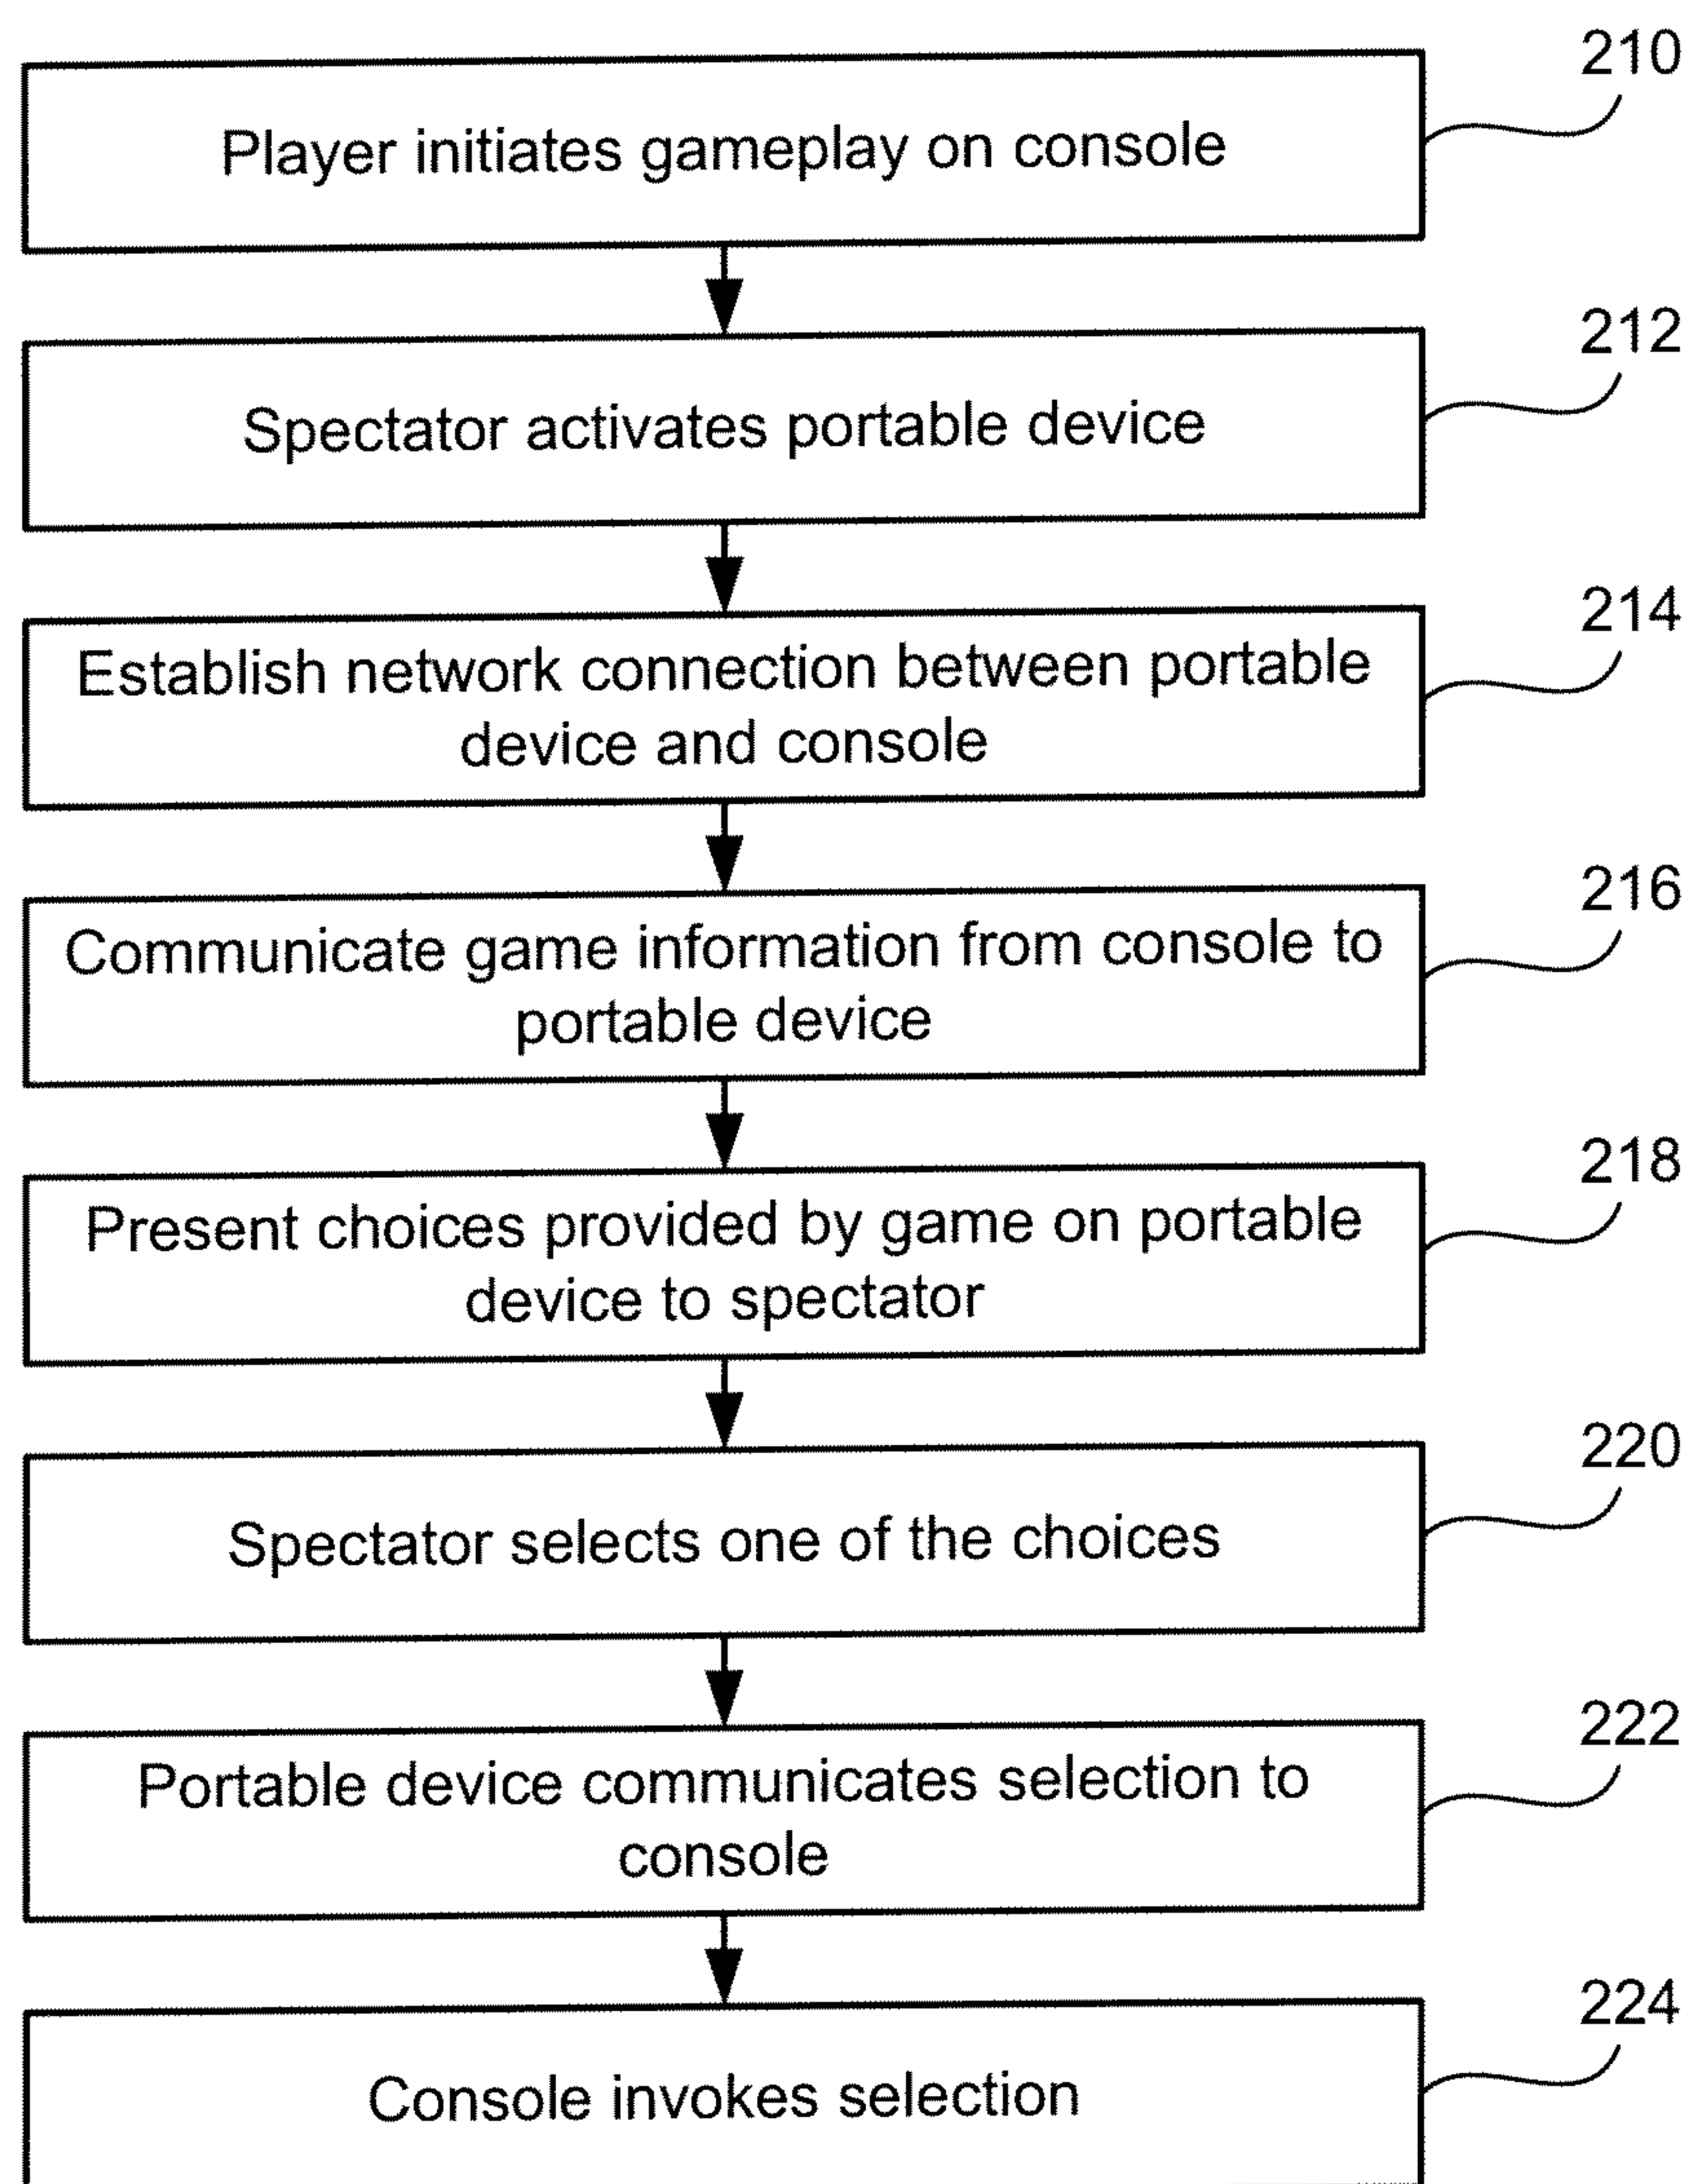 210
Player initiates gameplay on console
212
Spectator activates portable device
214
Establish network connection between portable
device and console
216
Communicate game information from console to
portable device
218
Present choices provided by game on portable
device to spectator
220
Spectator selects one of the choices
222
Portable device communicates selection to
console
224
Console invokes selection